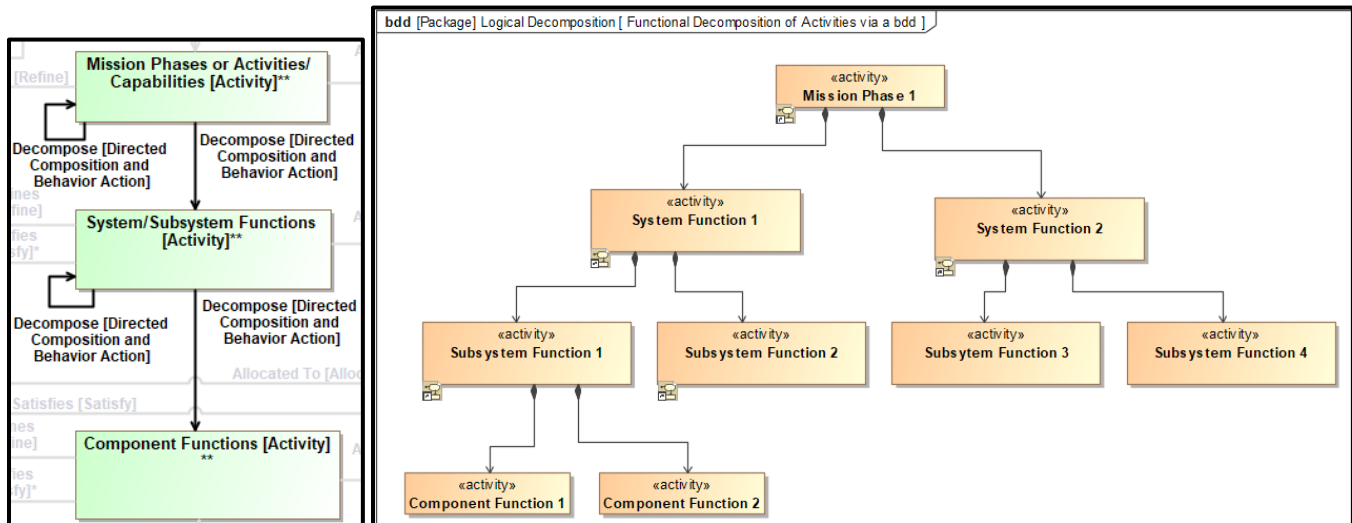 [Refine]
Mission Phases or Activities/
Capabilities [Activity]**
Decompose [Directed
Composition and
Behavior Action]
Decompose [Directed
Composition and
Behavior Action]
System/Subsystem Functions
[Activity]**
Decompose [Directed
Composition and
Behavior Action]
Decompose [Directed
Composition and
Behavior Action]
Allocated To [Alloc
Satisfies [Satisfy]
Component Functions [Activity]
**
bdd [Package] Logical Decomposition [ Functional Decomposition of Activities via a bdd ]
«activity»
Mission Phase 1
«activity»
System Function 1
«activity»
System Function 2
«activity»
Subsystem Function 1
«activity»
Subsystem Function 2
«activity»
Subsytem Function 3
«activity»
Subsystem Function 4
«activity»
Component Function 1
«activity»
Component Function 2